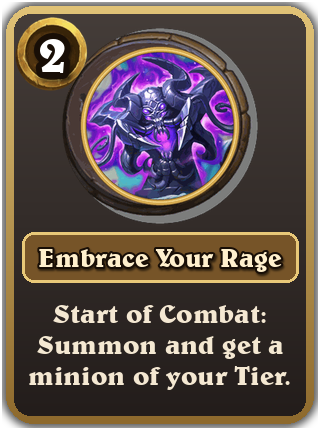 2
Embrace Your Rage
Start of Combat:
Summon and get a
minion of your Tier.